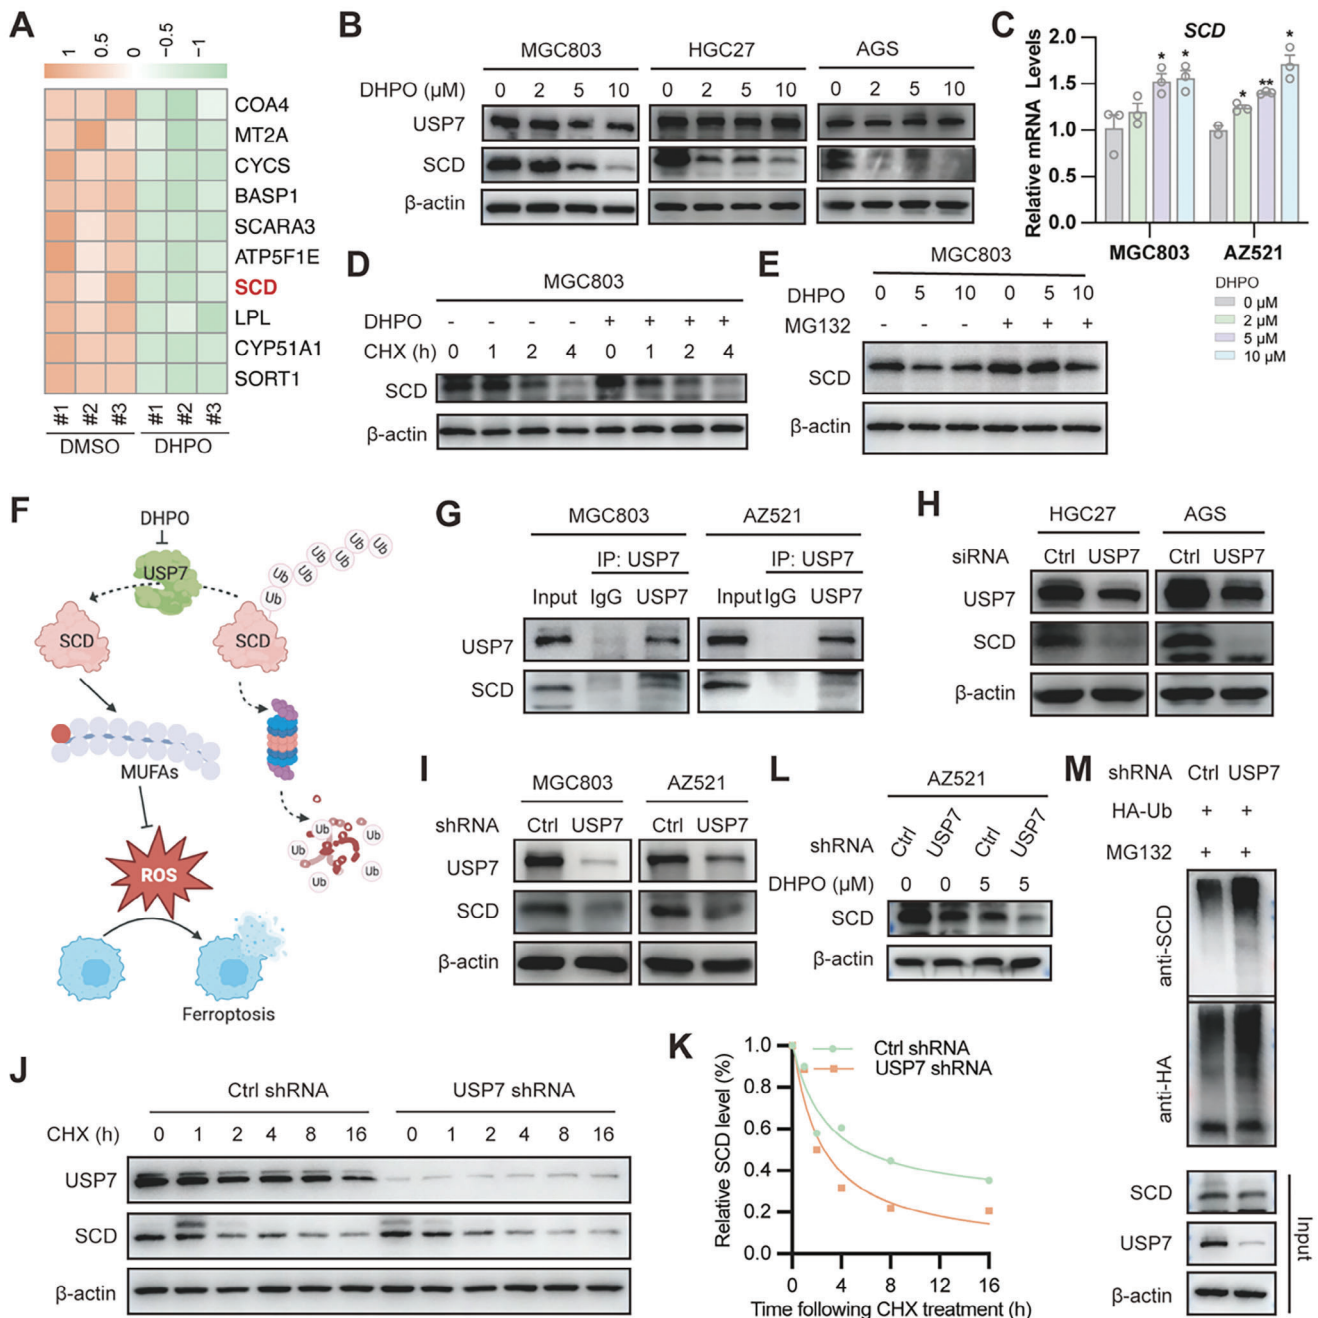 A
1 0.5 0 −0.5 −1
COA4
MT2A
CYCS
BASP1
SCARA3
ATP5F1E
SCD
LPL
CYP51A1
SORT1
#1 #2 #3 #1 #2 #3
DMSO DHPO
B
MGC803 HGC27 AGS
DHPO (μM) 0 2 5 10 0 2 5 10 0 2 5 10
USP7
SCD
β-actin
C
SCD
Relative mRNA Levels
2.0
1.5
1.0
0.5
0.0
* * * ** *
MGC803 AZ521
DHPO
0 μM
2 μM
5 μM
10 μM
D
MGC803
DHPO - - - - + + + +
CHX (h) 0 1 2 4 0 1 2 4
SCD
β-actin
E
MGC803
DHPO 0 5 10 0 5 10
MG132 - - - + + +
SCD
β-actin
F
DHPO
USP7
Ub Ub Ub Ub Ub Ub Ub
SCD SCD
MUFAs
Ub Ub Ub Ub Ub
ROS
Ferroptosis
G
MGC803 AZ521
IP: USP7 IP: USP7
Input IgG USP7 Input IgG USP7
USP7
SCD
H
HGC27 AGS
siRNA Ctrl USP7 Ctrl USP7
USP7
SCD
β-actin
I
MGC803 AZ521
shRNA Ctrl USP7 Ctrl USP7
USP7
SCD
β-actin
J
Ctrl shRNA USP7 shRNA
CHX (h) 0 1 2 4 8 16 0 1 2 4 8 16
USP7
SCD
β-actin
K
Relative SCD level (%)
1.0
0.8
0.6
0.4
0.2
0.0
Ctrl shRNA
USP7 shRNA
0 4 8 12 16
Time following CHX treatment (h)
L
AZ521
shRNA Ctrl USP7 Ctrl USP7
DHPO (μM) 0 0 5 5
SCD
β-actin
M
shRNA Ctrl USP7
HA-Ub + +
MG132 + +
anti-SCD
anti-HA
SCD
USP7
β-actin
Input